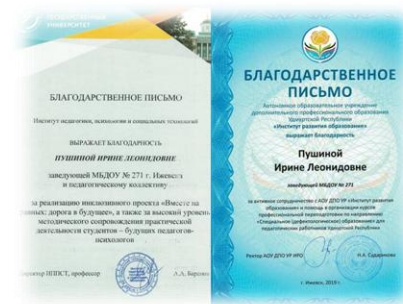 УНИВЕРСИТЕТ
БЛАГОДАРСТВЕННОЕ ПИСЬМО
Институт педагогики, психологии и социальных технологий
ВЫРАЖАЕТ БЛАГОДАРНОСТЬ
ПУШИНОЙ ИРИНЕ ЛЕОНИДОВНЕ
заведующей МБДОУ № 271 г. Ижевска
и педагогическому коллективу
за реализацию инклюзивного проекта «Вместе на
равных: дорога в будущее», а также за высокий уровень
методического сопровождения практической
деятельности студентов – будущих педагогов-
психологов
Директор ИППСТ, профессор
БЛАГОДАРСТВЕННОЕ
ПИСЬМО
Автономное образовательное учреждение
дополнительного профессионального образования
Удмуртской Республики
«Институт развития образования»
выражает благодарность
Пушиной
Ирине Леонидовне
заведующей МБДОУ № 271
за активное сотрудничество с АОУ ДПО УР «Институт развития
образования» и помощь в организации курсов
профессиональной переподготовки по направлению
«Специальное (дефектологическое) образование» для
педагогических работников Удмуртской Республики
Ректор АОУ ДПО УР ИРО
г. Ижевск, 2019 г.